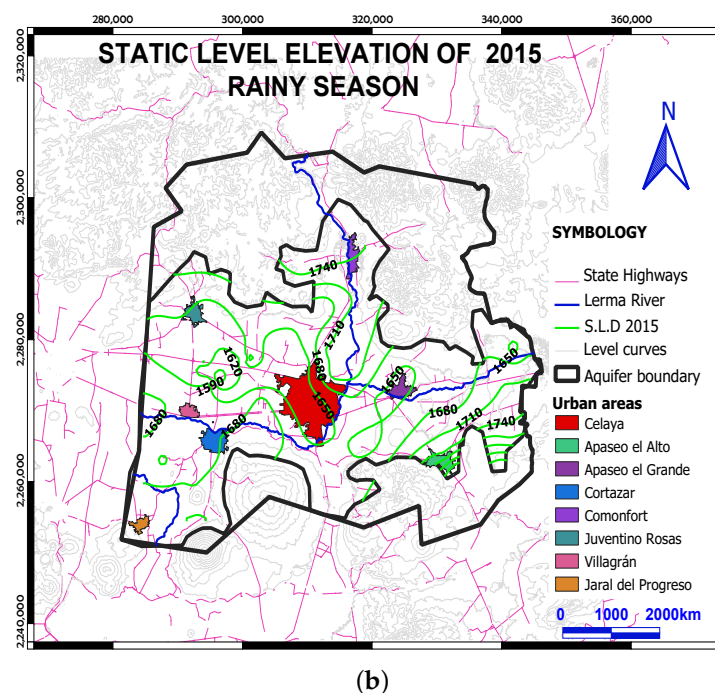 280,000 300,000 320,000 340,000 360,000
STATIC LEVEL ELEVATION OF 2015
RAINY SEASON
2,320,000
2,300,000
2,280,000
2,260,000
2,240,000
N
1740
1710
1680
1650
1620
1590
1680
1680
1650
1650
1680
1710
1740
SYMBOLOGY
State Highways
Lerma River
S.L.D 2015
Level curves
Aquifer boundary
Urban areas
Celaya
Apaseo el Alto
Apaseo el Grande
Cortazar
Comonfort
Juventino Rosas
Villagrán
Jaral del Progreso
0 1000 2000km
(b)